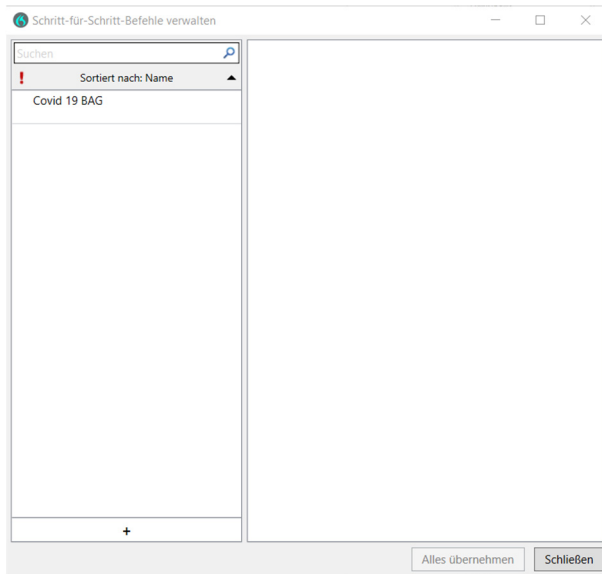 Schritt-für-Schritt-Befehle verwalten
Suchen
Sortiert nach: Name
Covid 19 BAG
+
Alles übernehmen
Schließen